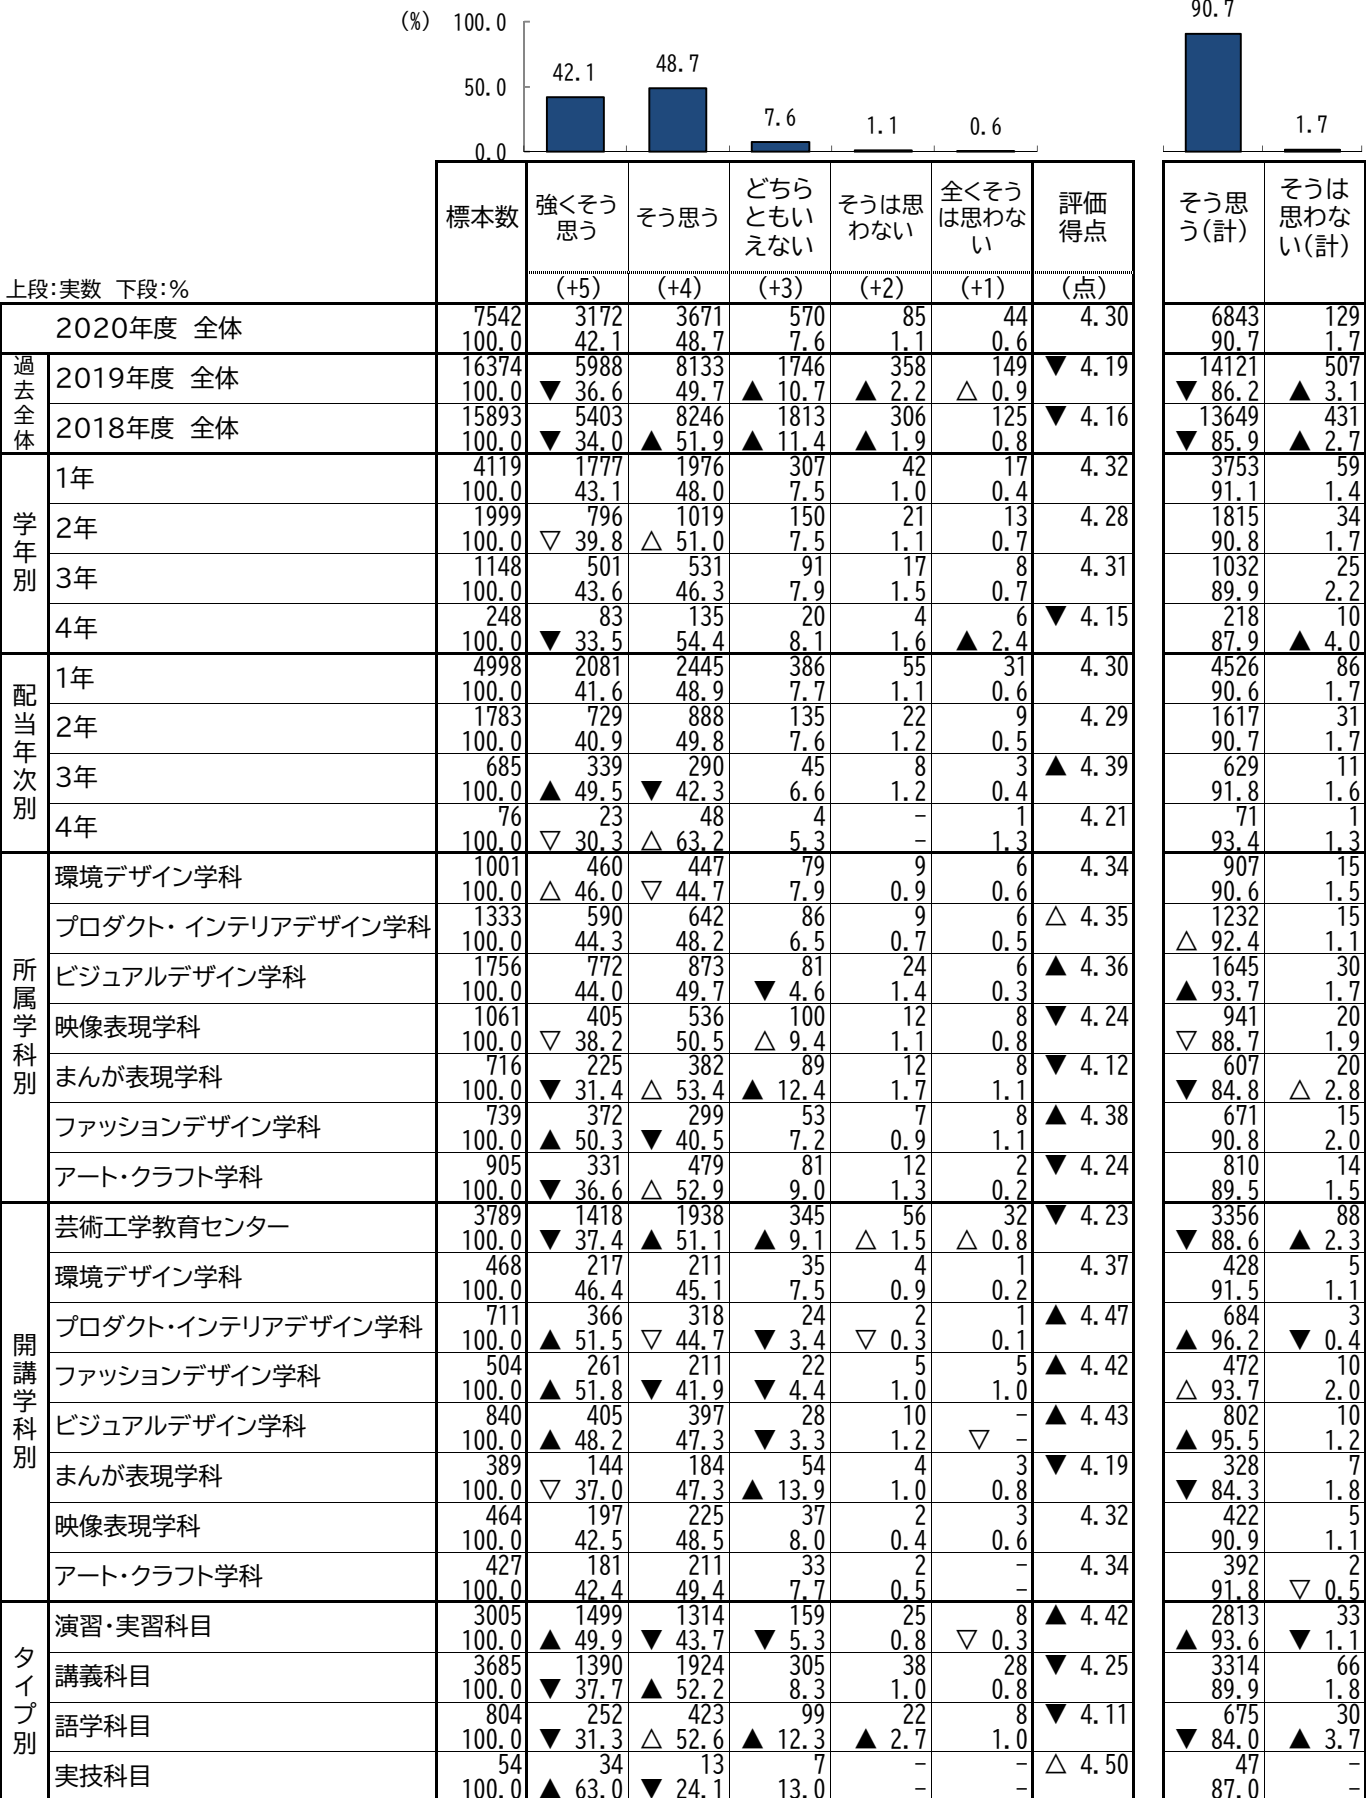 (%) 100.0
50.0
0.0
42.1 48.7 7.6 1.1 0.6 90.7 1.7
標本数 強くそう思う そう思う どちらともいえない そうは思わない 全くそうは思わない 評価得点 そう思う(計) そうは思わない(計)
上段:実数 下段:% (+5) (+4) (+3) (+2) (+1) (点)
2020年度 全体 7542 3172 3671 570 85 44 4.30 6843 129
100.0 42.1 48.7 7.6 1.1 0.6 90.7 1.7
過去全体
2019年度 全体 16374 5988 8133 1746 358 149 ▼ 4.19 14121 507
100.0 ▼ 36.6 49.7 ▲ 10.7 ▲ 2.2 △ 0.9 ▼ 86.2 ▲ 3.1
2018年度 全体 15893 5403 8246 1813 306 125 ▼ 4.16 13649 431
100.0 ▼ 34.0 ▲ 51.9 ▲ 11.4 ▲ 1.9 0.8 ▼ 85.9 ▲ 2.7
学年別
1年 4119 1777 1976 307 42 17 4.32 3753 59
100.0 43.1 48.0 7.5 1.0 0.4 91.1 1.4
2年 1999 796 1019 150 21 13 4.28 1815 34
100.0 ▽ 39.8 △ 51.0 7.5 1.1 0.7 90.8 1.7
3年 1148 501 531 91 17 8 4.31 1032 25
100.0 43.6 46.3 7.9 1.5 0.7 89.9 2.2
4年 248 83 135 20 4 6 ▼ 4.15 218 10
100.0 ▼ 33.5 54.4 8.1 1.6 ▲ 2.4 87.9 ▲ 4.0
配当年次別
1年 4998 2081 2445 386 55 31 4.30 4526 86
100.0 41.6 48.9 7.7 1.1 0.6 90.6 1.7
2年 1783 729 888 135 22 9 4.29 1617 31
100.0 40.9 49.8 7.6 1.2 0.5 90.7 1.7
3年 685 339 290 45 8 3 ▲ 4.39 629 11
100.0 ▲ 49.5 ▼ 42.3 6.6 1.2 0.4 91.8 1.6
4年 76 23 48 4 - 1 4.21 71 1
100.0 ▽ 30.3 △ 63.2 5.3 - 1.3 93.4 1.3
所属学科別
環境デザイン学科 1001 460 447 79 9 6 4.34 907 15
100.0 △ 46.0 ▽ 44.7 7.9 0.9 0.6 90.6 1.5
プロダクト・ インテリアデザイン学科 1333 590 642 86 9 6 △ 4.35 1232 15
100.0 44.3 48.2 6.5 0.7 0.5 △ 92.4 1.1
ビジュアルデザイン学科 1756 772 873 81 24 6 ▲ 4.36 1645 30
100.0 44.0 49.7 ▼ 4.6 1.4 0.3 ▲ 93.7 1.7
映像表現学科 1061 405 536 100 12 8 ▼ 4.24 941 20
100.0 ▽ 38.2 50.5 △ 9.4 1.1 0.8 ▽ 88.7 1.9
まんが表現学科 716 225 382 89 12 8 ▼ 4.12 607 20
100.0 ▼ 31.4 △ 53.4 ▲ 12.4 1.7 1.1 ▼ 84.8 △ 2.8
ファッションデザイン学科 739 372 299 53 7 8 ▲ 4.38 671 15
100.0 ▲ 50.3 ▼ 40.5 7.2 0.9 1.1 90.8 2.0
アート・クラフト学科 905 331 479 81 12 2 ▼ 4.24 810 14
100.0 ▼ 36.6 △ 52.9 9.0 1.3 0.2 89.5 1.5
開講学科別
芸術工学教育センター 3789 1418 1938 345 56 32 ▼ 4.23 3356 88
100.0 ▼ 37.4 ▲ 51.1 ▲ 9.1 △ 1.5 △ 0.8 ▼ 88.6 ▲ 2.3
環境デザイン学科 468 217 211 35 4 1 4.37 428 5
100.0 46.4 45.1 7.5 0.9 0.2 91.5 1.1
プロダクト・インテリアデザイン学科 711 366 318 24 2 1 ▲ 4.47 684 3
100.0 ▲ 51.5 ▽ 44.7 ▼ 3.4 ▽ 0.3 0.1 ▲ 96.2 ▼ 0.4
ファッションデザイン学科 504 261 211 22 5 5 ▲ 4.42 472 10
100.0 ▲ 51.8 ▼ 41.9 ▼ 4.4 1.0 1.0 △ 93.7 2.0
ビジュアルデザイン学科 840 405 397 28 10 - ▲ 4.43 802 10
100.0 ▲ 48.2 47.3 ▼ 3.3 1.2 ▽ - ▲ 95.5 1.2
まんが表現学科 389 144 184 54 4 3 ▼ 4.19 328 7
100.0 ▽ 37.0 47.3 ▲ 13.9 1.0 0.8 ▼ 84.3 1.8
映像表現学科 464 197 225 37 2 3 4.32 422 5
100.0 42.5 48.5 8.0 0.4 0.6 90.9 1.1
アート・クラフト学科 427 181 211 33 2 - 4.34 392 2
100.0 42.4 49.4 7.7 0.5 - 91.8 ▽ 0.5
タイプ別
演習・実習科目 3005 1499 1314 159 25 8 ▲ 4.42 2813 33
100.0 ▲ 49.9 ▼ 43.7 ▼ 5.3 0.8 ▽ 0.3 ▲ 93.6 ▼ 1.1
講義科目 3685 1390 1924 305 38 28 ▼ 4.25 3314 66
100.0 ▼ 37.7 ▲ 52.2 8.3 1.0 0.8 89.9 1.8
語学科目 804 252 423 99 22 8 ▼ 4.11 675 30
100.0 ▼ 31.3 △ 52.6 ▲ 12.3 ▲ 2.7 1.0 ▼ 84.0 ▲ 3.7
実技科目 54 34 13 7 - - △ 4.50 47 -
100.0 ▲ 63.0 ▼ 24.1 13.0 - - 87.0 -